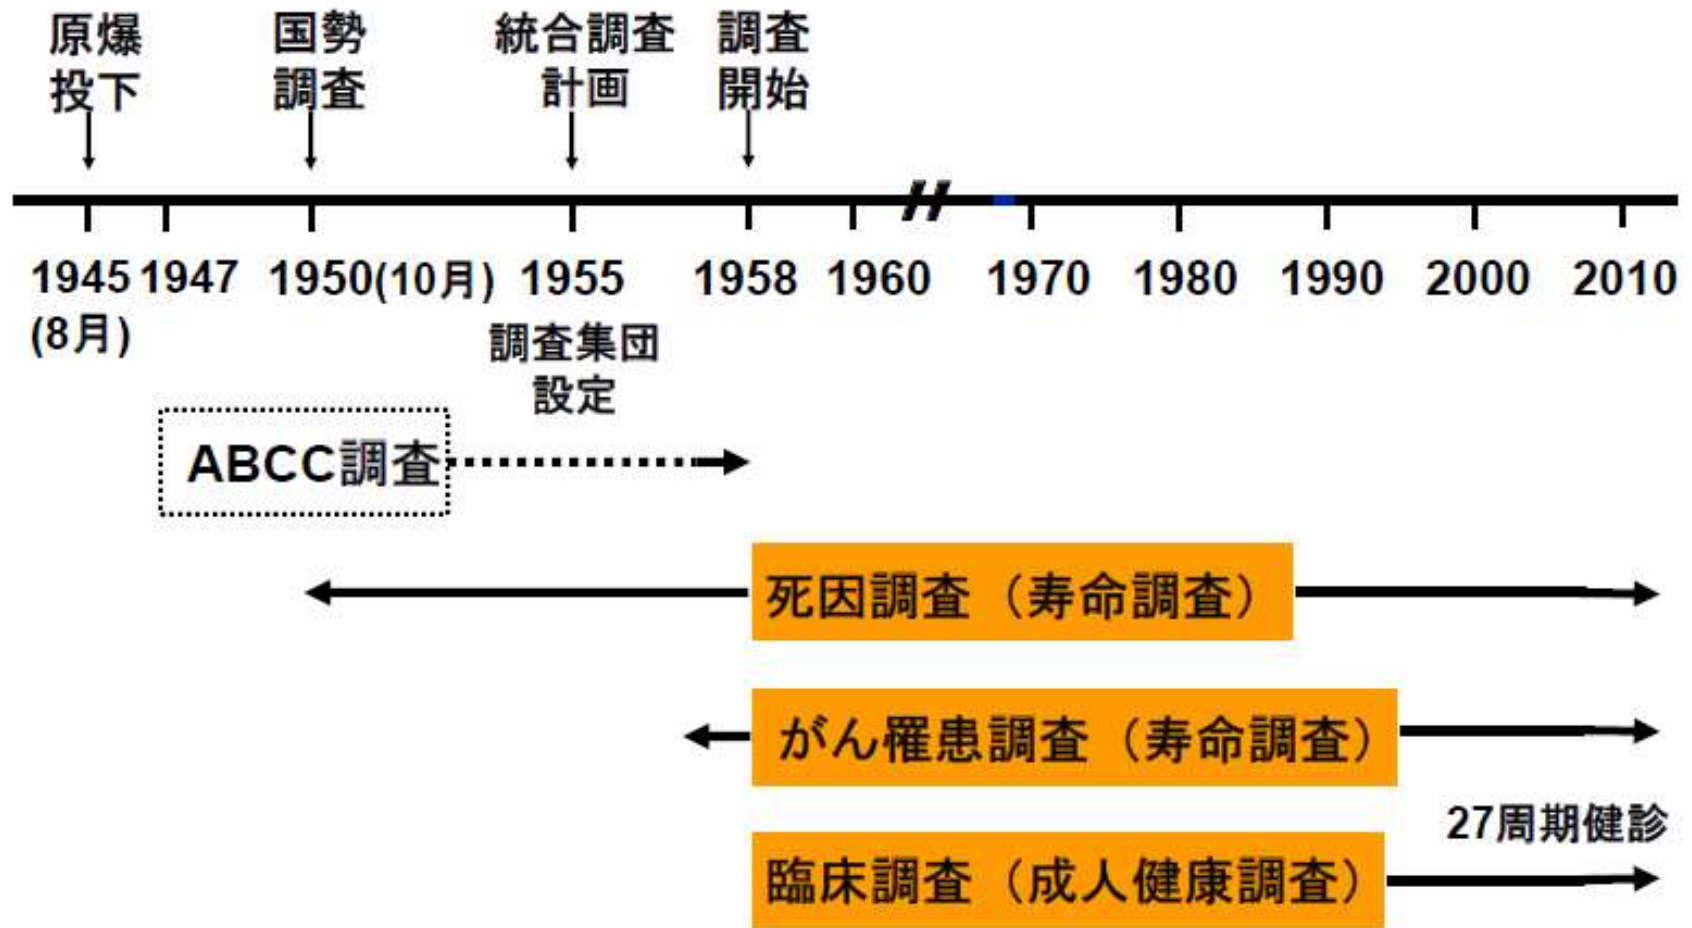 原爆
投下
国勢
調査
統合調査
計画
調査
開始
1945 1947 1950(10月) 1955 1958 1960 1970 1980 1990 2000 2010
(8月)
調査集団
設定
ABCC調査
死因調査（寿命調査）
がん罹患調査（寿命調査）
27周期健診
臨床調査（成人健康調査）